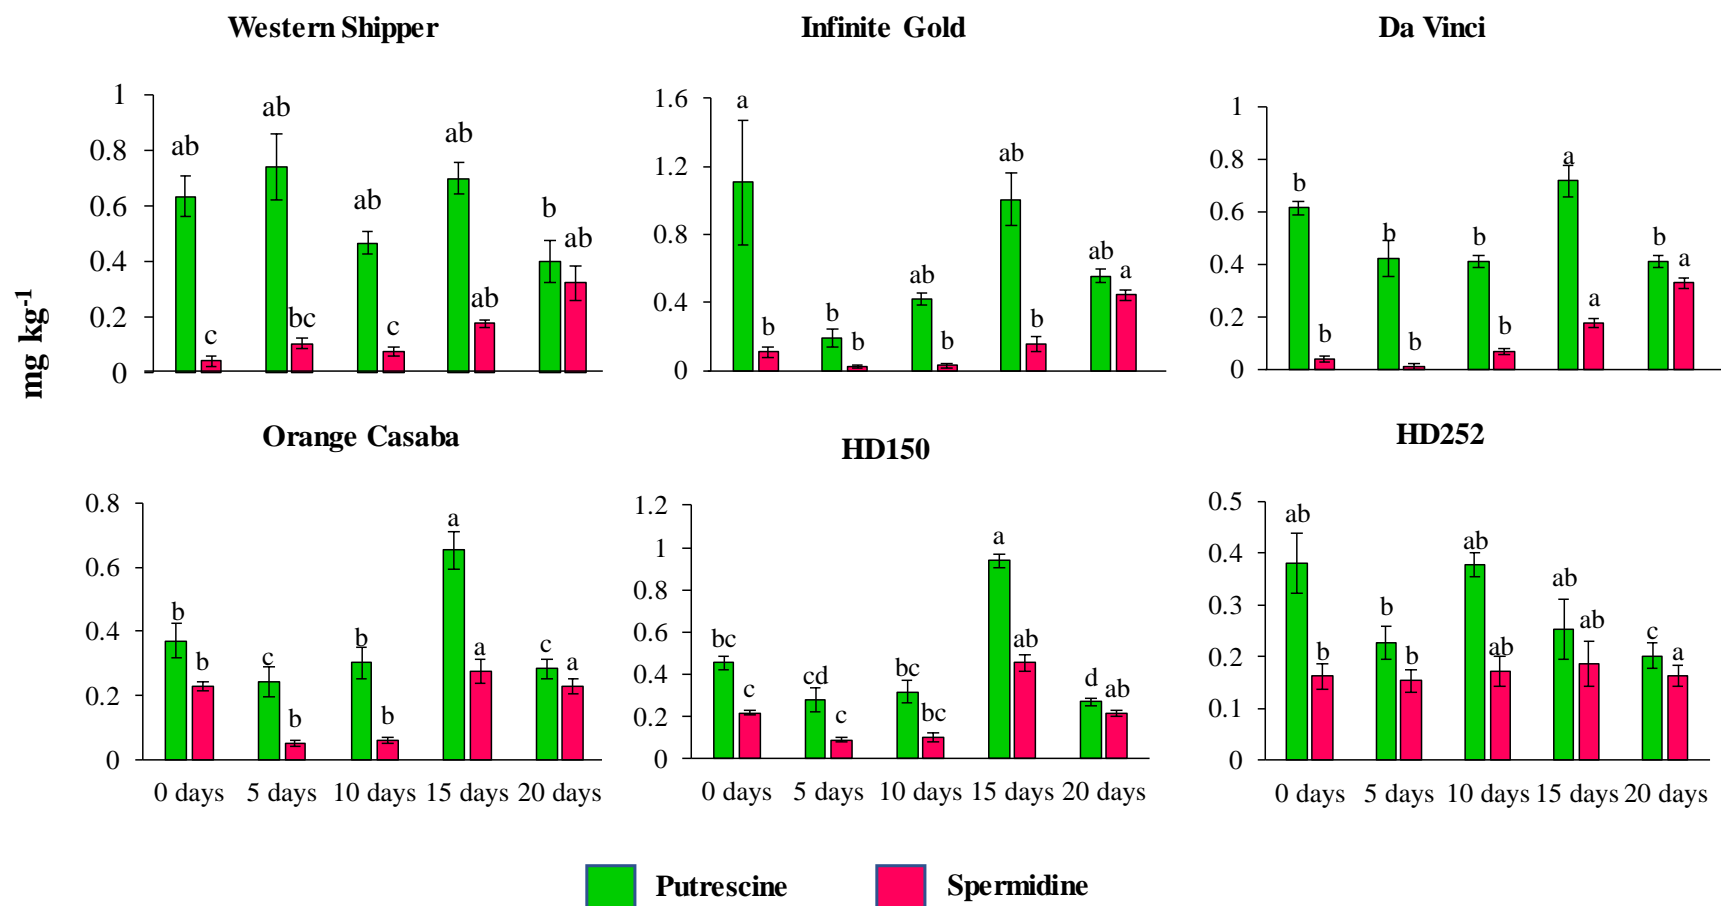 Western Shipper
Infinite Gold
Da Vinci
mg kg-1
1
0.8
0.6
0.4
0.2
0
ab
c
ab
bc
ab
c
ab
ab
b
ab
1.6
1.2
0.8
0.4
0
a
b
b
b
ab
b
ab
b
ab
a
1
0.8
0.6
0.4
0.2
0
b
b
b
b
b
b
a
a
b
a
Orange Casaba
HD150
HD252
0.8
0.6
0.4
0.2
0
b
b
c
b
b
b
a
a
c
a
0 days 5 days 10 days 15 days 20 days
1.2
1
0.8
0.6
0.4
0.2
0
bc
c
cd
c
bc
bc
a
ab
d
ab
0 days 5 days 10 days 15 days 20 days
0.5
0.4
0.3
0.2
0.1
0
ab
b
b
b
ab
ab
ab
ab
c
a
0 days 5 days 10 days 15 days 20 days
Putrescine
Spermidine